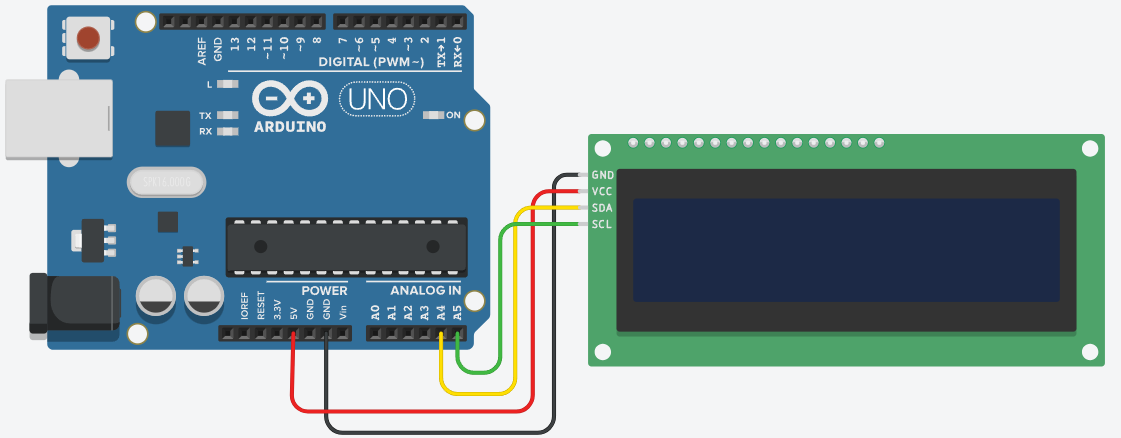 AREF
GND
13
12
~11
~10
~9
8
7
~6
~5
4
~3
2
TX→1
RX←0
DIGITAL (PWM~)
L
TX
RX
ARDUINO
UNO
ON
GND
VCC
SDA
SCL
POWER
ANALOG IN
IOREF
RESET
3.3V
5V
GND
GND
Vin
A0
A1
A2
A3
A4
A5